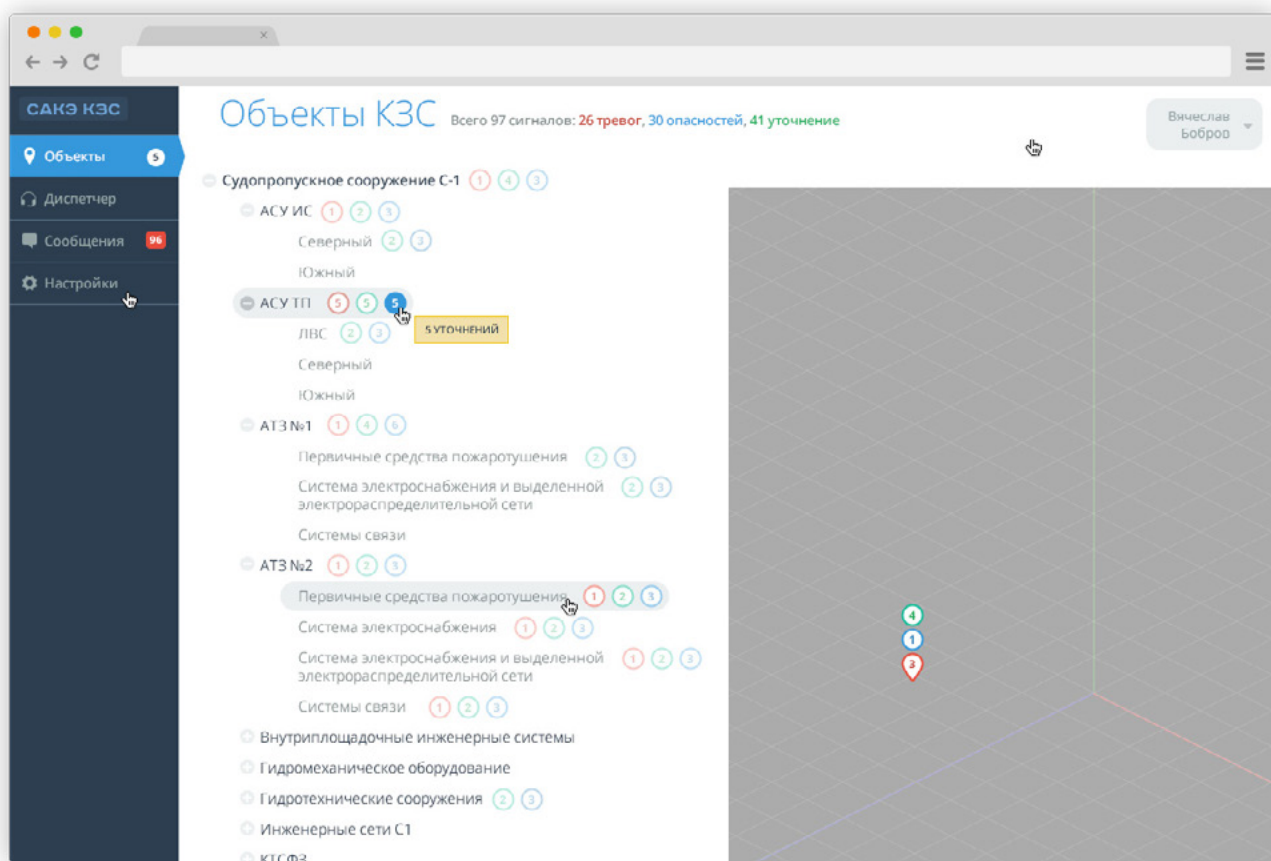 САКЭ КЗС
Объекты 5
Диспетчер
Сообщения 96
Настройки
Объекты КЗС Всего 97 сигналов: 26 тревог, 30 опасностей, 41 уточнение
Вячеслав
Бобров
Судопропускное сооружение С-1 1 4 3
АСУ ИС 1 2 3
Северный 2 3
Южный
АСУ ТП 5 5 5
5 УТОЧНЕНИЙ
ЛВС 2 3
Северный
Южный
АТЗ №1 1 4 6
Первичные средства пожаротушения 2 3
Система электроснабжения и выделенной 2 3
электрораспределительной сети
Системы связи
АТЗ №2 1 2 3
Первичные средства пожаротушения 1 2 3
Система электроснабжения 1 2 3
Система электроснабжения и выделенной 1 2 3
электрораспределительной сети
Системы связи 1 2 3
Внутриплощадочные инженерные системы
Гидромеханическое оборудование
Гидротехнические сооружения 2 3
Инженерные сети С1
КТСФЗ
4
1
3